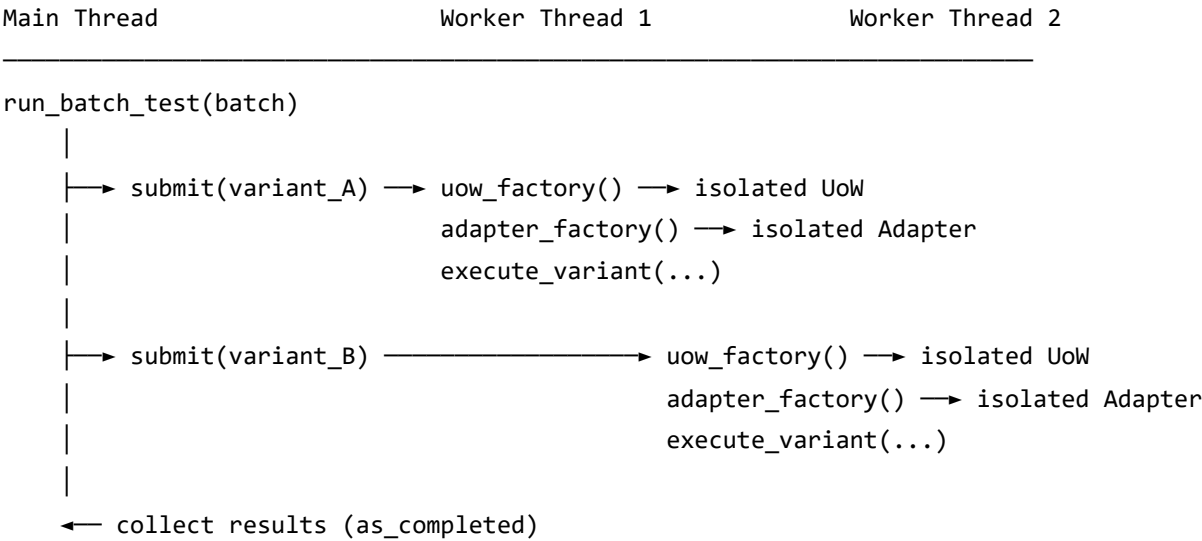 Main Thread Worker Thread 1 Worker Thread 2
run_batch_test(batch)
│
├──► submit(variant_A) ──► uow_factory() ──► isolated UoW
│ adapter_factory() ──► isolated Adapter
│ execute_variant(...)
│
├──► submit(variant_B) ──────────────────► uow_factory() ──► isolated UoW
│ adapter_factory() ──► isolated Adapter
│ execute_variant(...)
│
◄── collect results (as_completed)